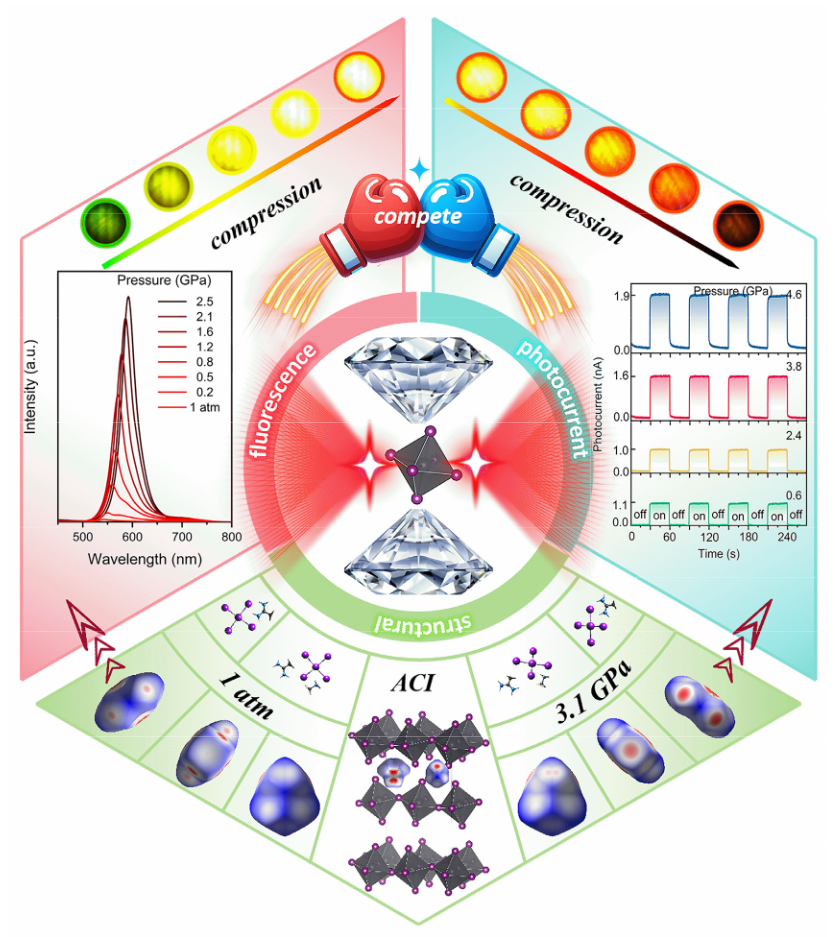 compression
compression
compete
fluorescence
photocurrent
structural
Pressure (GPa)
2.5
2.1
1.6
1.2
0.8
0.5
0.2
1 atm
Intensity (a.u.)
500
600
700
800
Wavelength (nm)
Pressure (GPa)
4.6
1.9
0.0
3.8
1.6
0.0
2.4
1.0
0.0
0.6
1.1
0.0
off on off on off on off on off
0 60 120 180 240
Photocurrent (nA)
Time (s)
1 atm
ACI
3.1 GPa